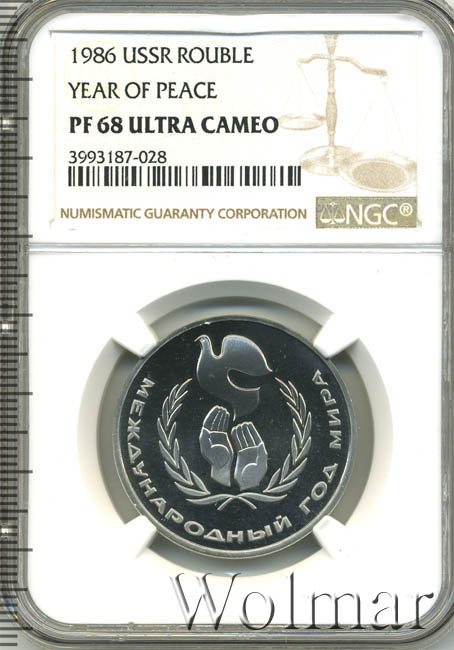 1986 USSR ROUBLE
YEAR OF PEACE
PF 68 ULTRA CAMEO
3993187-028
NUMISMATIC GUARANTY CORPORATION
NGC®
МЕЖДУНАРОДНЫЙ ГОД МИРА
Wolmar